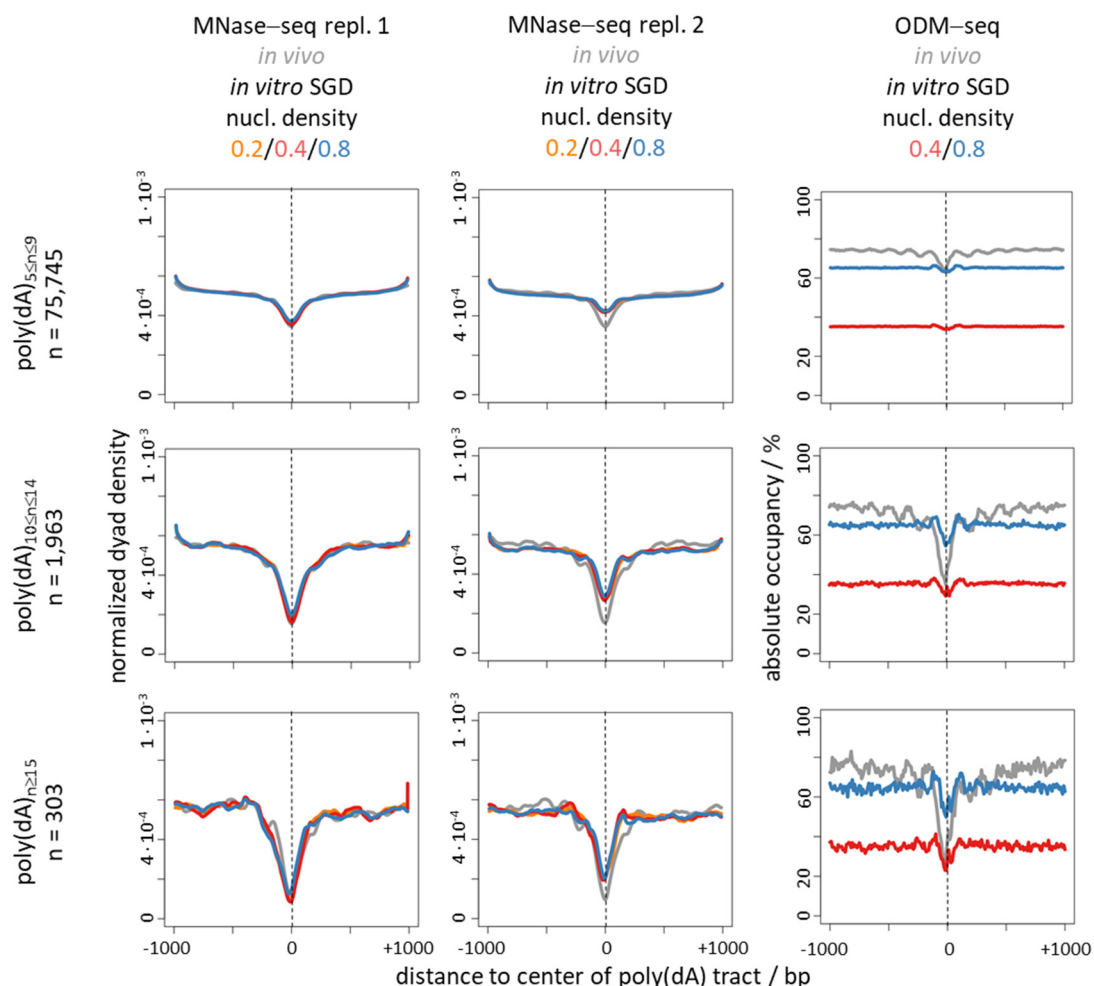 MNase–seq repl. 1
in vivo
in vitro SGD
nucl. density
0.2/0.4/0.8
MNase–seq repl. 2
in vivo
in vitro SGD
nucl. density
0.2/0.4/0.8
ODM–seq
in vivo
in vitro SGD
nucl. density
0.4/0.8
poly(dA)5≤n≤9
n = 75,745
1 · 10-3
4 · 10-4
0
1 · 10-3
4 · 10-4
0
100
60
20
0
poly(dA)10≤n≤14
n = 1,963
normalized dyad density
1 · 10-3
4 · 10-4
0
1 · 10-3
4 · 10-4
0
absolute occupancy / %
100
60
20
0
poly(dA)n≥15
n = 303
1 · 10-3
4 · 10-4
0
1 · 10-3
4 · 10-4
0
100
60
20
0
-1000 0 +1000
-1000 0 +1000
-1000 0 +1000
distance to center of poly(dA) tract / bp